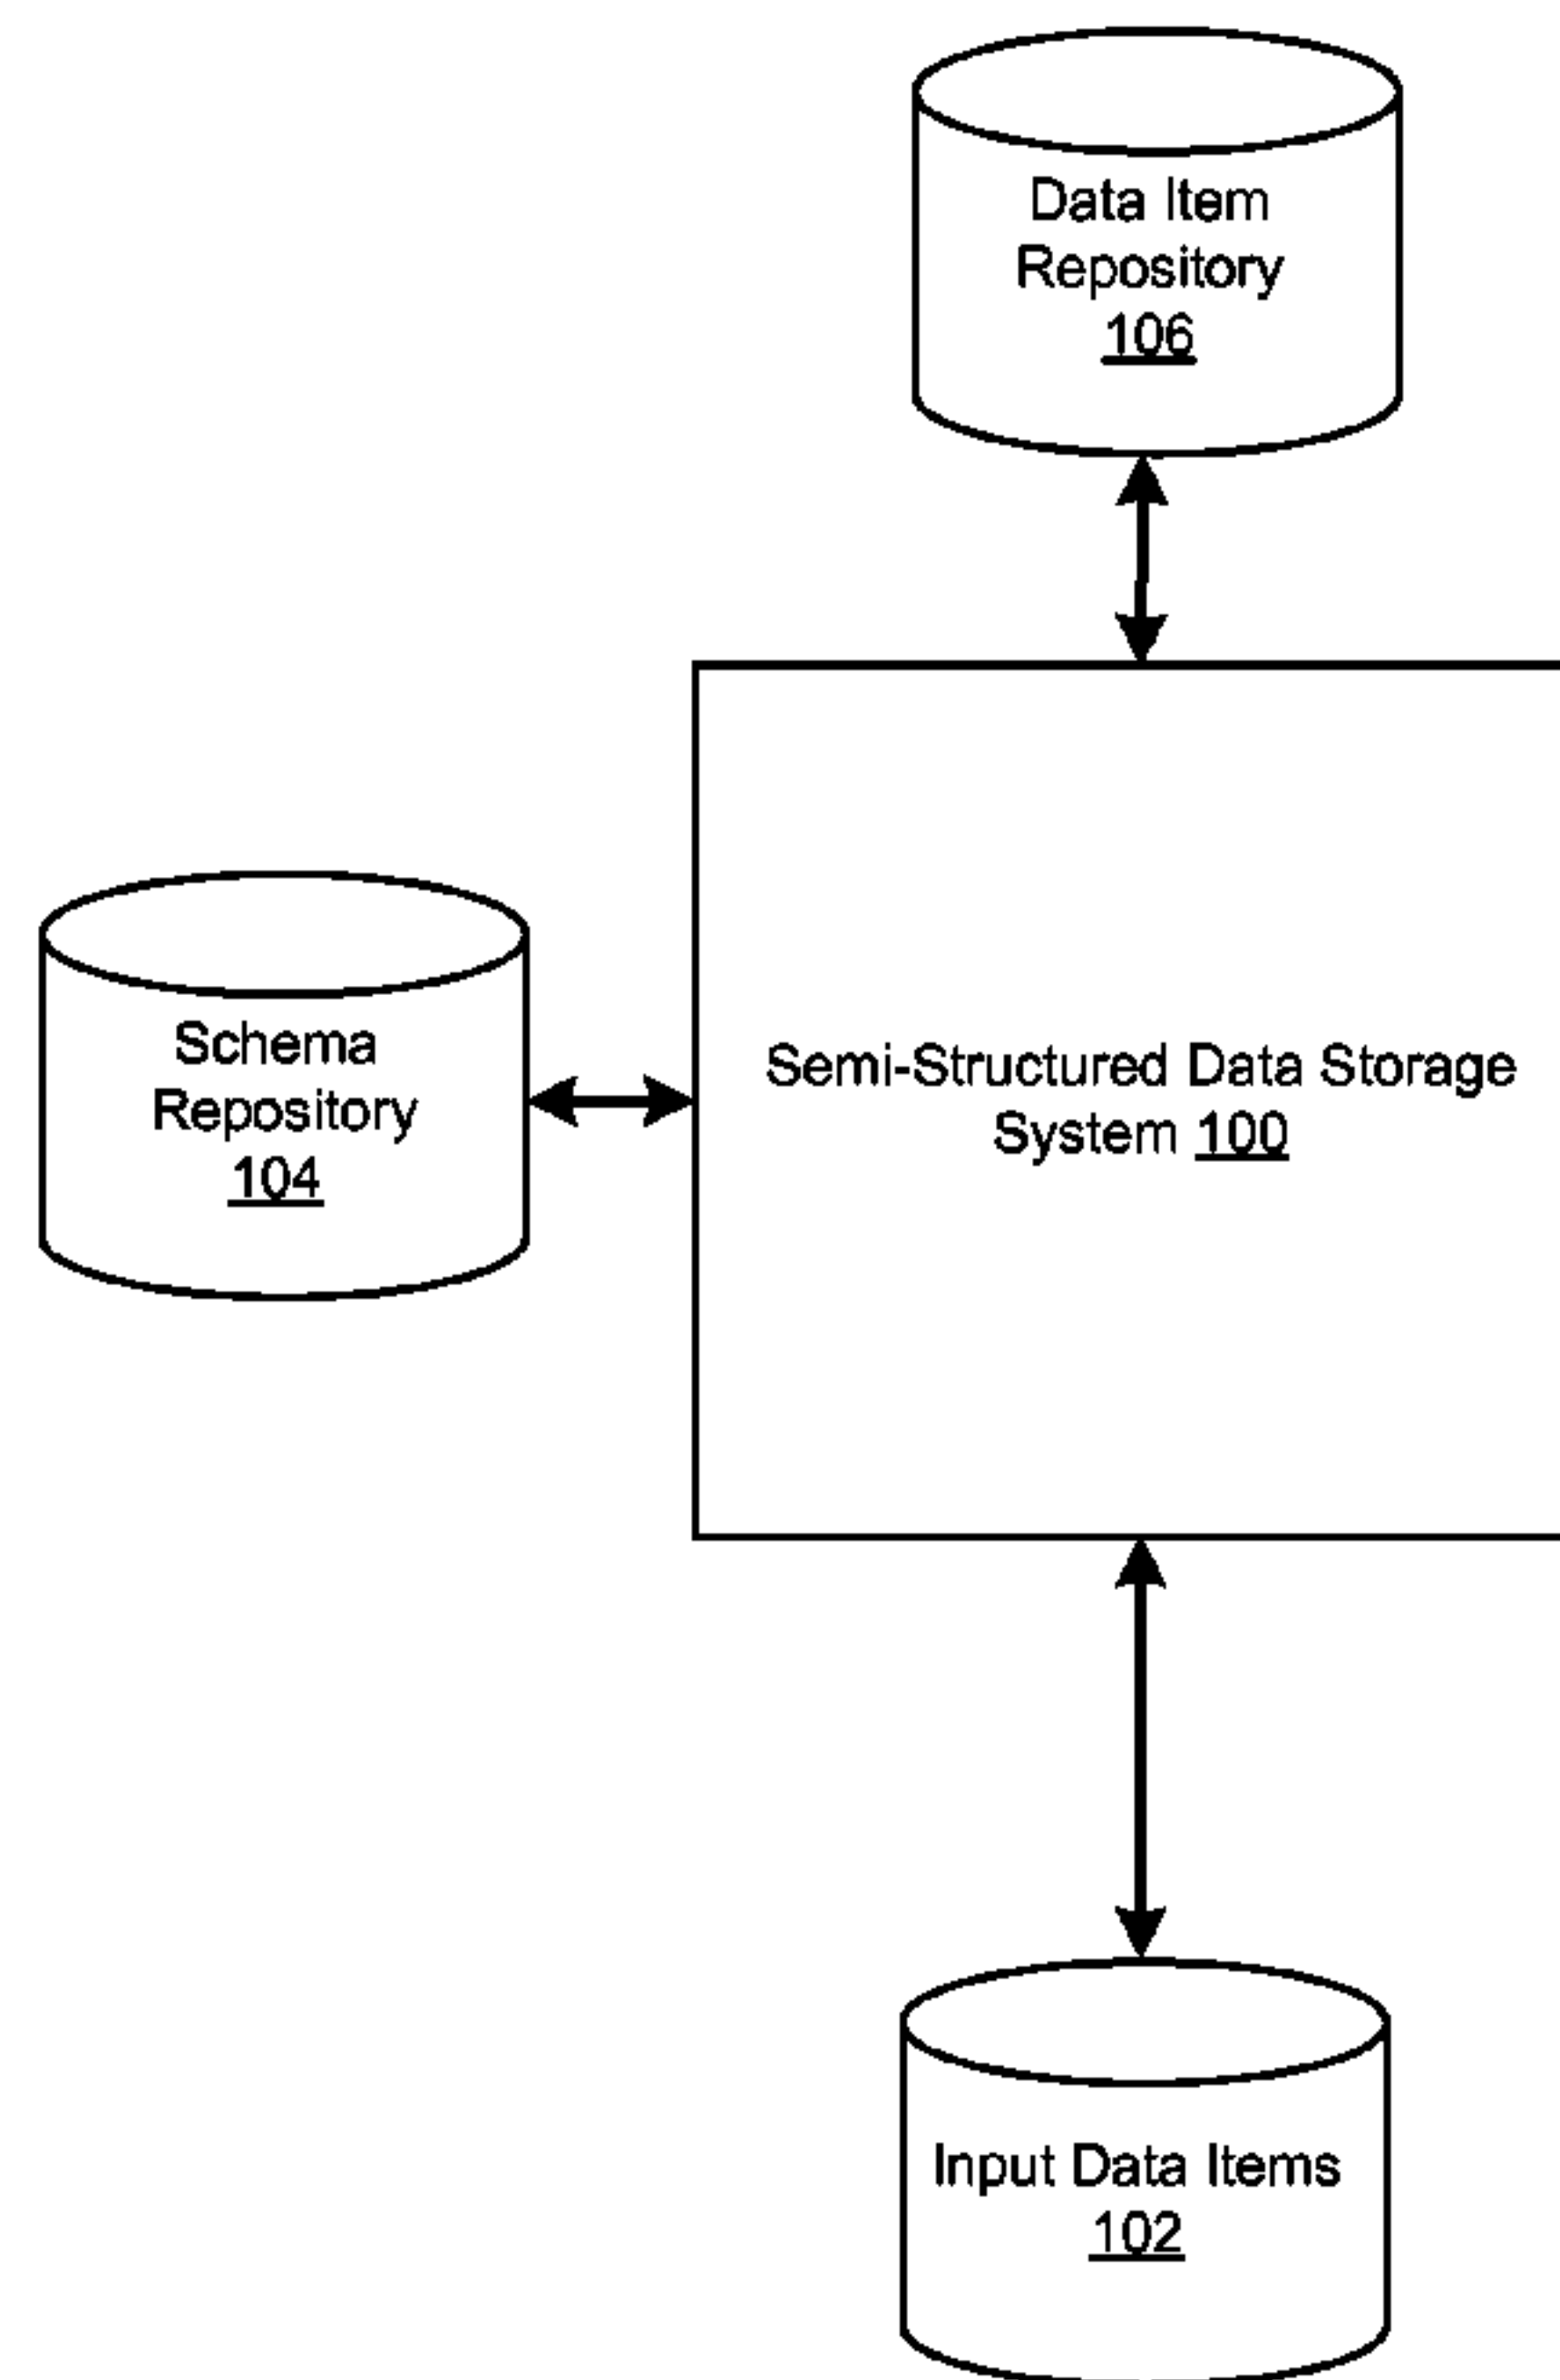 Data Item
Repository
106
Schema
Repository
104
Semi-Structured Data Storage
System 100
Input Data Items
102